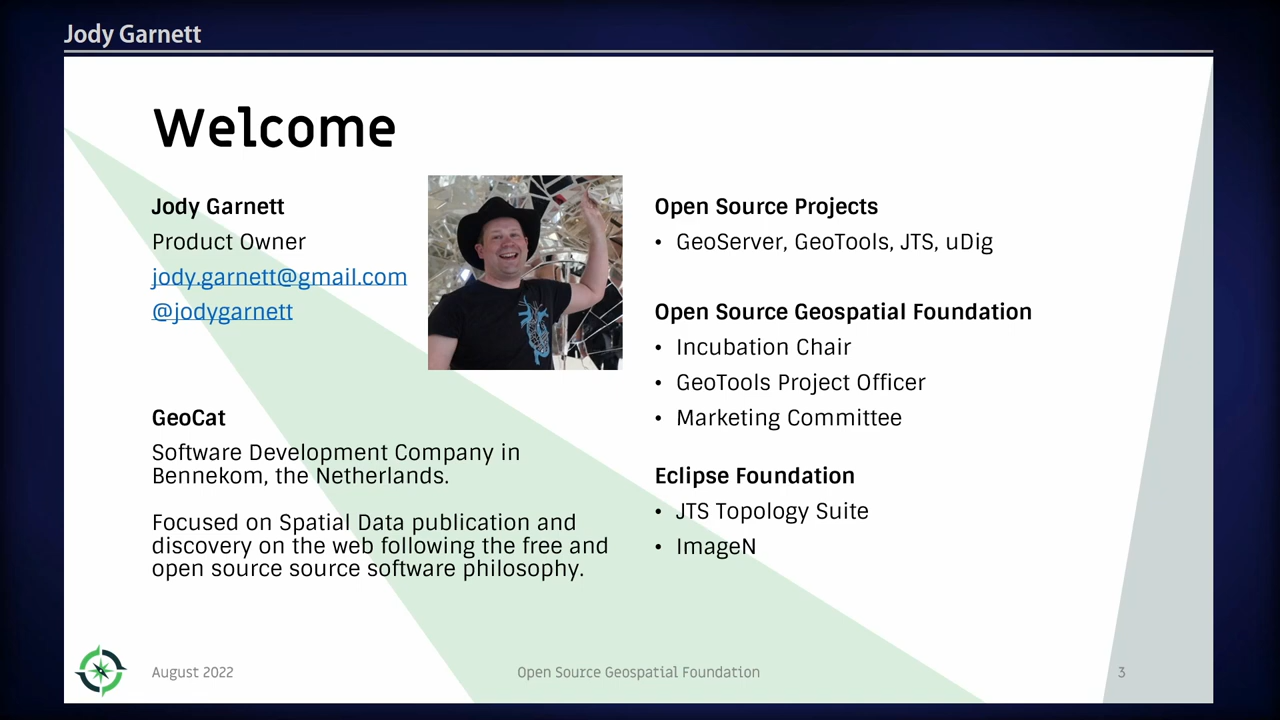 Jody Garnett
Welcome
Jody Garnett
Product Owner
jody.garnett@gmail.com
@jodygarnett
GeoCat
Software Development Company in
Bennekom, the Netherlands.
Focused on Spatial Data publication and
discovery on the web following the free and
open source source software philosophy.
Open Source Projects
• GeoServer, GeoTools, JTS, uDig
Open Source Geospatial Foundation
• Incubation Chair
• GeoTools Project Officer
• Marketing Committee
Eclipse Foundation
• JTS Topology Suite
• ImageN
August 2022
Open Source Geospatial Foundation
3